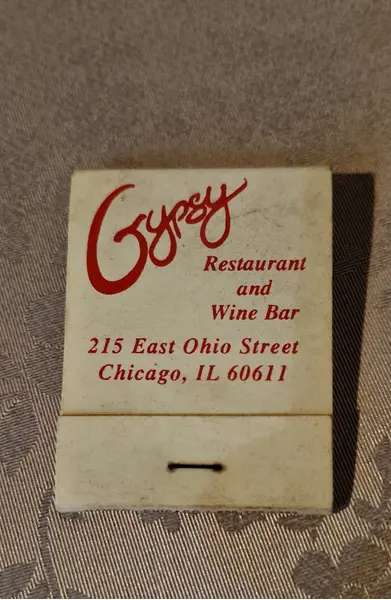 Gypsy
Restaurant
and
Wine Bar
215 East Ohio Street
Chicago, IL 60611